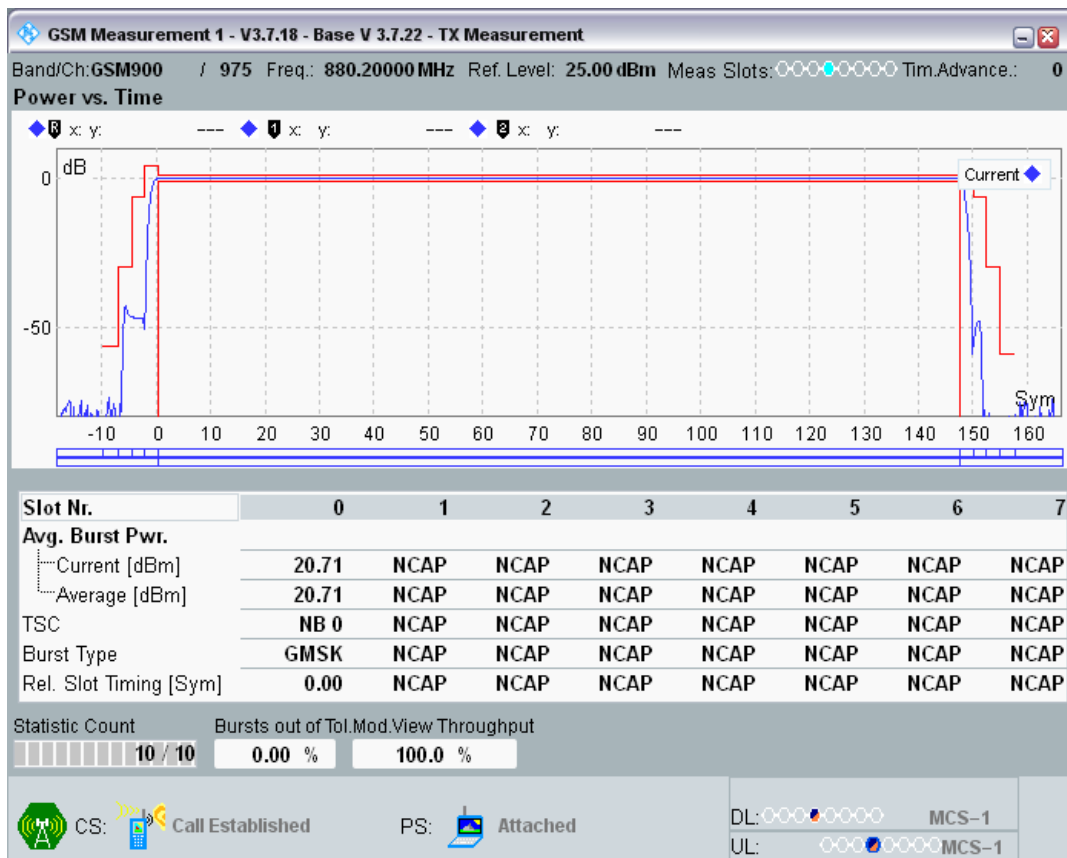 GSM Measurement 1 - V3.7.18 - Base V 3.7.22 - TX Measurement
Band/Ch:GSM900 / 975 Freq.: 880.20000 MHz Ref. Level: 25.00 dBm Meas Slots: Tim.Advance.: 0
Power vs. Time
R x: y: --- 1 x: y: --- 2 x: y: ---
dB
Current
0
-50
Sym
-10 0 10 20 30 40 50 60 70 80 90 100 110 120 130 140 150 160
Slot Nr. 0 1 2 3 4 5 6 7
Avg. Burst Pwr.
Current [dBm] 20.71 NCAP NCAP NCAP NCAP NCAP NCAP NCAP
Average [dBm] 20.71 NCAP NCAP NCAP NCAP NCAP NCAP NCAP
TSC NB 0 NCAP NCAP NCAP NCAP NCAP NCAP NCAP
Burst Type GMSK NCAP NCAP NCAP NCAP NCAP NCAP NCAP
Rel. Slot Timing [Sym] 0.00 NCAP NCAP NCAP NCAP NCAP NCAP NCAP
Statistic Count Bursts out of Tol.Mod.View Throughput
10 / 10 0.00 % 100.0 %
CS: Call Established PS: Attached
DL: MCS-1
UL: MCS-1